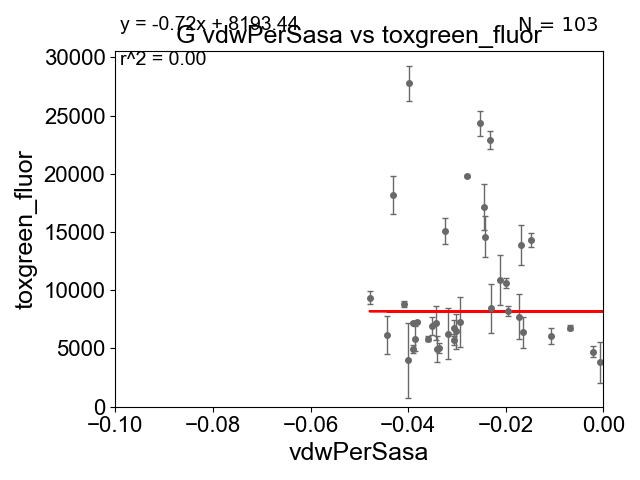 y = -0.72x + 8193.44
N = 103
G vdwPerSasa vs toxgreen_fluor
r^2 = 0.00
30000
25000
20000
15000
10000
5000
0
toxgreen_fluor
−0.10
−0.08
−0.06
−0.04
−0.02
0.00
vdwPerSasa